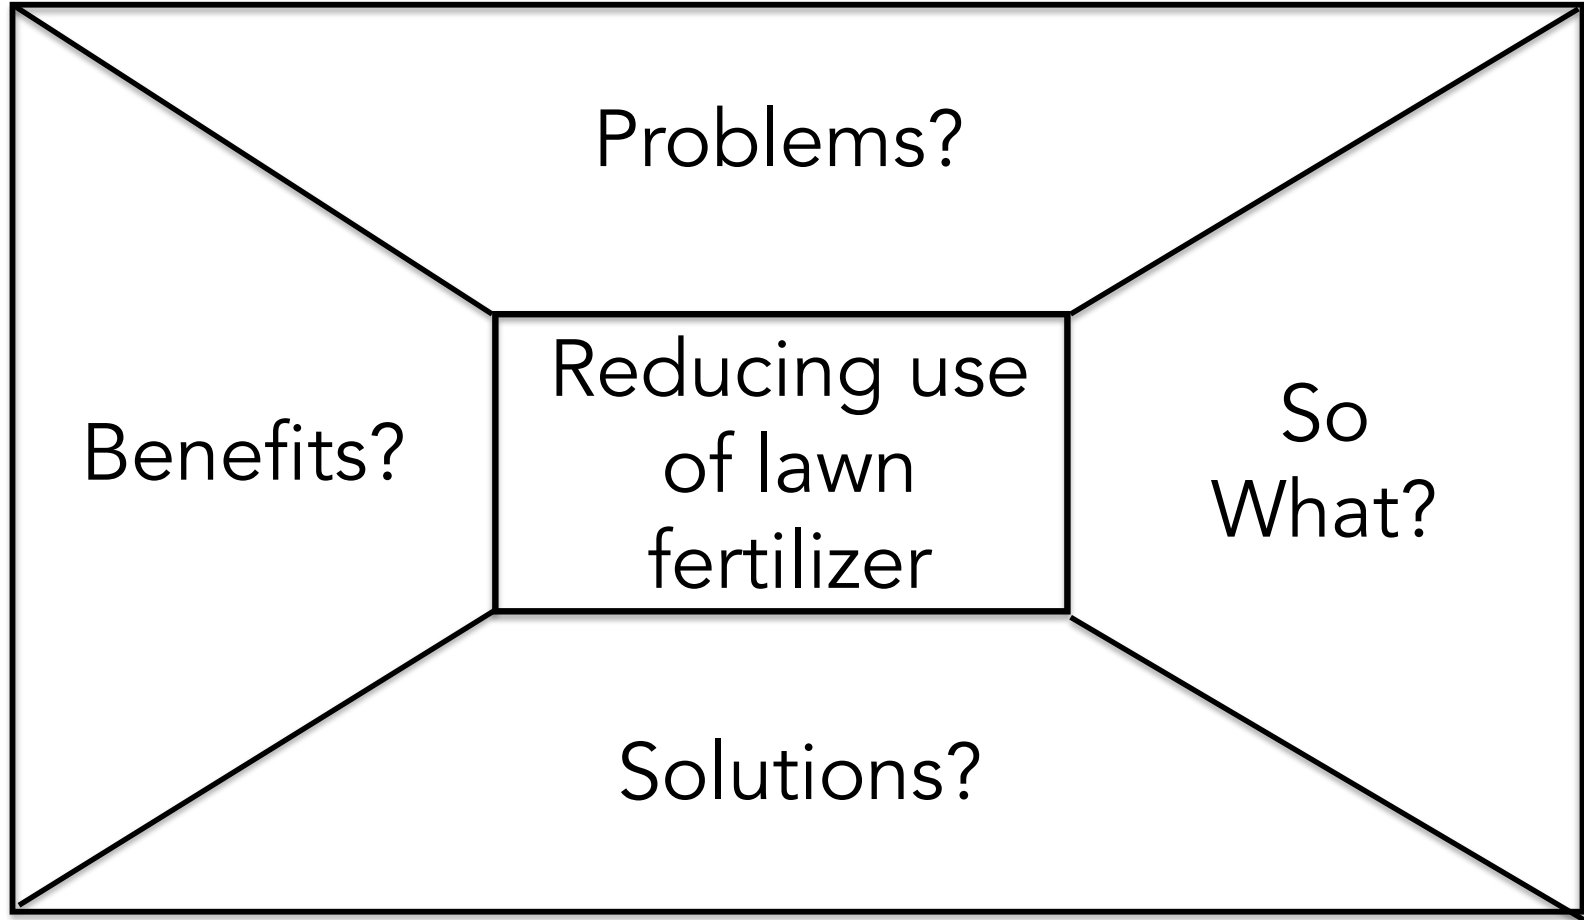 Problems?
Benefits?
Reducing use
of lawn
fertilizer
So
What?
Solutions?